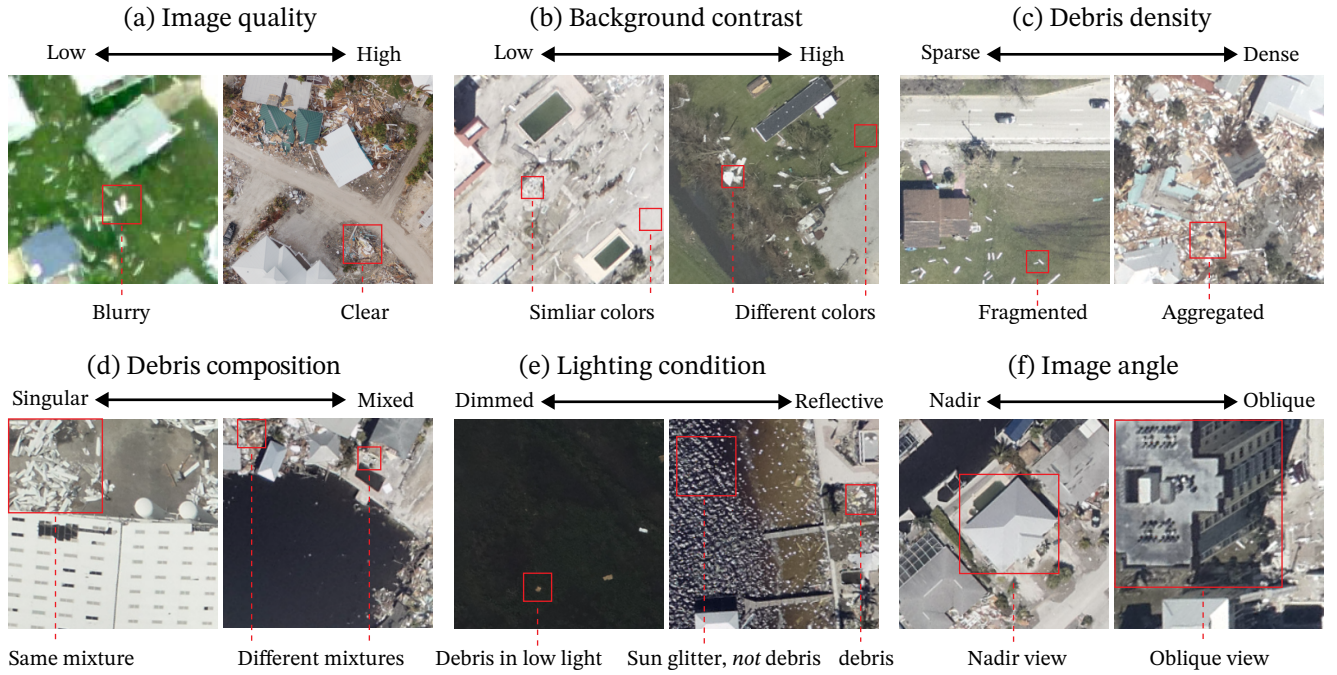 (a) Image quality
(b) Background contrast
(c) Debris density
Low
High
Low
High
Sparse
Dense
Blurry
Clear
Simliar colors
Different colors
Fragmented
Aggregated
(d) Debris composition
(e) Lighting condition
(f) Image angle
Singular
Mixed
Dimmed
Reflective
Nadir
Oblique
Same mixture
Different mixtures
Debris in low light
Sun glitter, not debris
debris
Nadir view
Oblique view